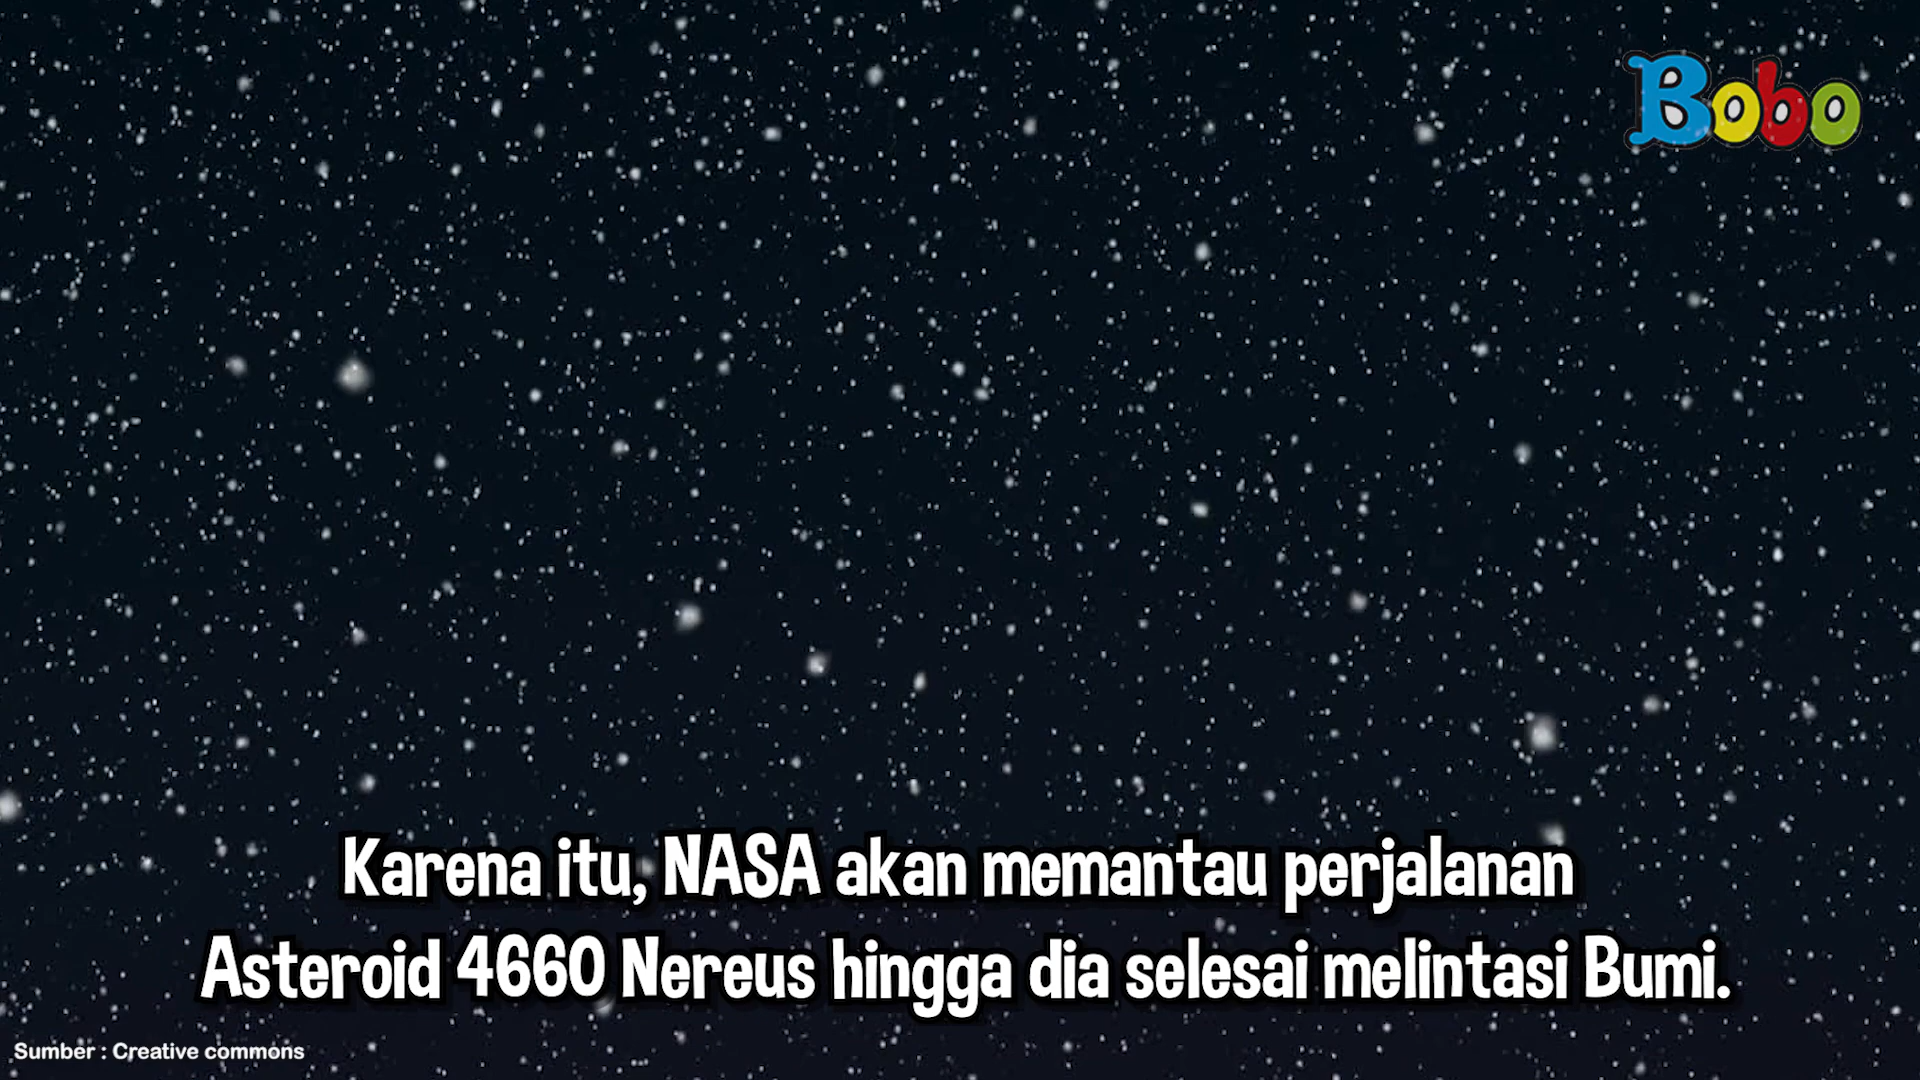 Bobo
Karena itu, NASA akan memantau perjalanan
Asteroid 4660 Nereus hingga dia selesai melintasi Bumi.
Sumber : Creative commons